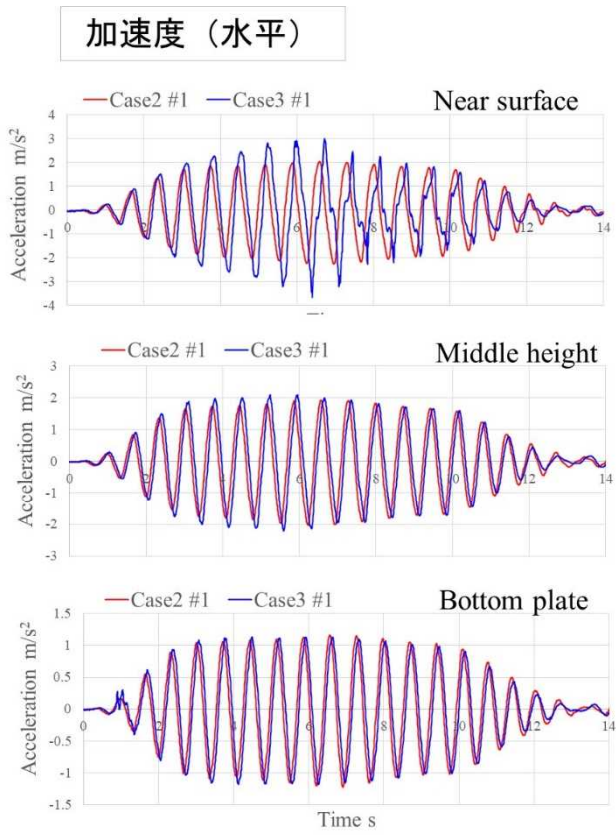 加速度（水平）
Case2 #1 Case3 #1 Near surface
Acceleration m/s²
4
3
2
1
0
-1
-2
-3
-4
0 2 4 6 8 10 12 14
Case2 #1 Case3 #1 Middle height
Acceleration m/s²
3
2
1
0
-1
-2
-3
0 2 4 6 8 10 12 14
Case2 #1 Case3 #1 Bottom plate
Acceleration m/s²
1.5
1
0.5
0
-0.5
-1
-1.5
0 2 4 6 8 10 12 14
Time s